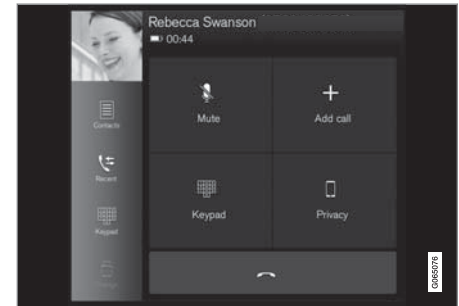 Rebecca Swanson
00:44
Mute
Add call
Contacts
Recent
Keypad
Keypad
Privacy
G065076